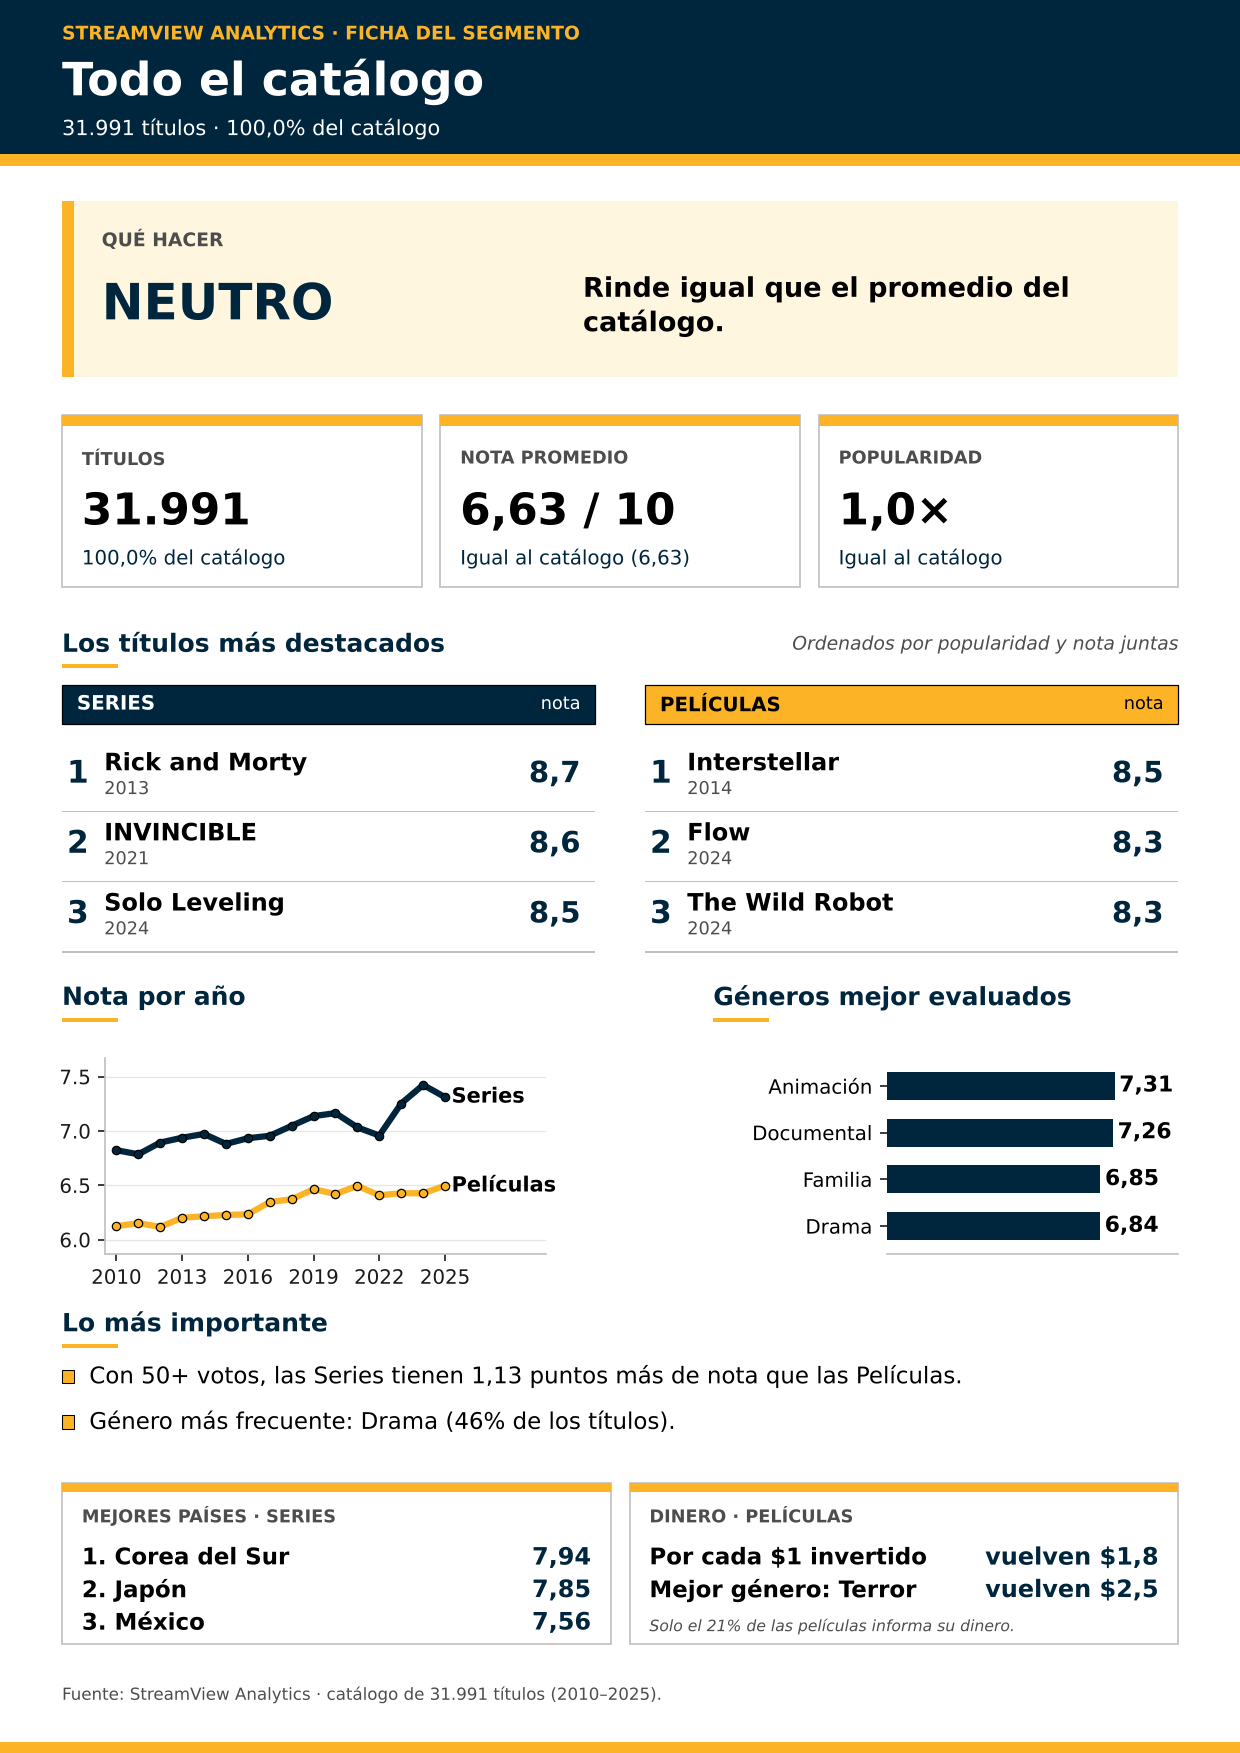 STREAMVIEW ANALYTICS · FICHA DEL SEGMENTO
Todo el catálogo
31.991 títulos · 100,0% del catálogo
QUÉ HACER
NEUTRO
Rinde igual que el promedio del
catálogo.
TÍTULOS
31.991
100,0% del catálogo
NOTA PROMEDIO
6,63 / 10
Igual al catálogo (6,63)
POPULARIDAD
1,0×
Igual al catálogo
Los títulos más destacados
Ordenados por popularidad y nota juntas
SERIES nota
1 Rick and Morty 8,7
2013
2 INVINCIBLE 8,6
2021
3 Solo Leveling 8,5
2024
PELÍCULAS nota
1 Interstellar 8,5
2014
2 Flow 8,3
2024
3 The Wild Robot 8,3
2024
Nota por año
7.5
7.0
6.5
6.0
Series
Películas
2010 2013 2016 2019 2022 2025
Géneros mejor evaluados
Animación 7,31
Documental 7,26
Familia 6,85
Drama 6,84
Lo más importante
Con 50+ votos, las Series tienen 1,13 puntos más de nota que las Películas.
Género más frecuente: Drama (46% de los títulos).
MEJORES PAÍSES · SERIES
1. Corea del Sur 7,94
2. Japón 7,85
3. México 7,56
DINERO · PELÍCULAS
Por cada $1 invertido vuelven $1,8
Mejor género: Terror vuelven $2,5
Solo el 21% de las películas informa su dinero.
Fuente: StreamView Analytics · catálogo de 31.991 títulos (2010–2025).